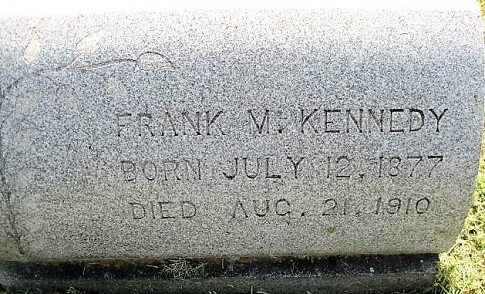 FRANK M. KENNEDY
BORN JULY 12, 1877
DIED AUG. 21, 1910